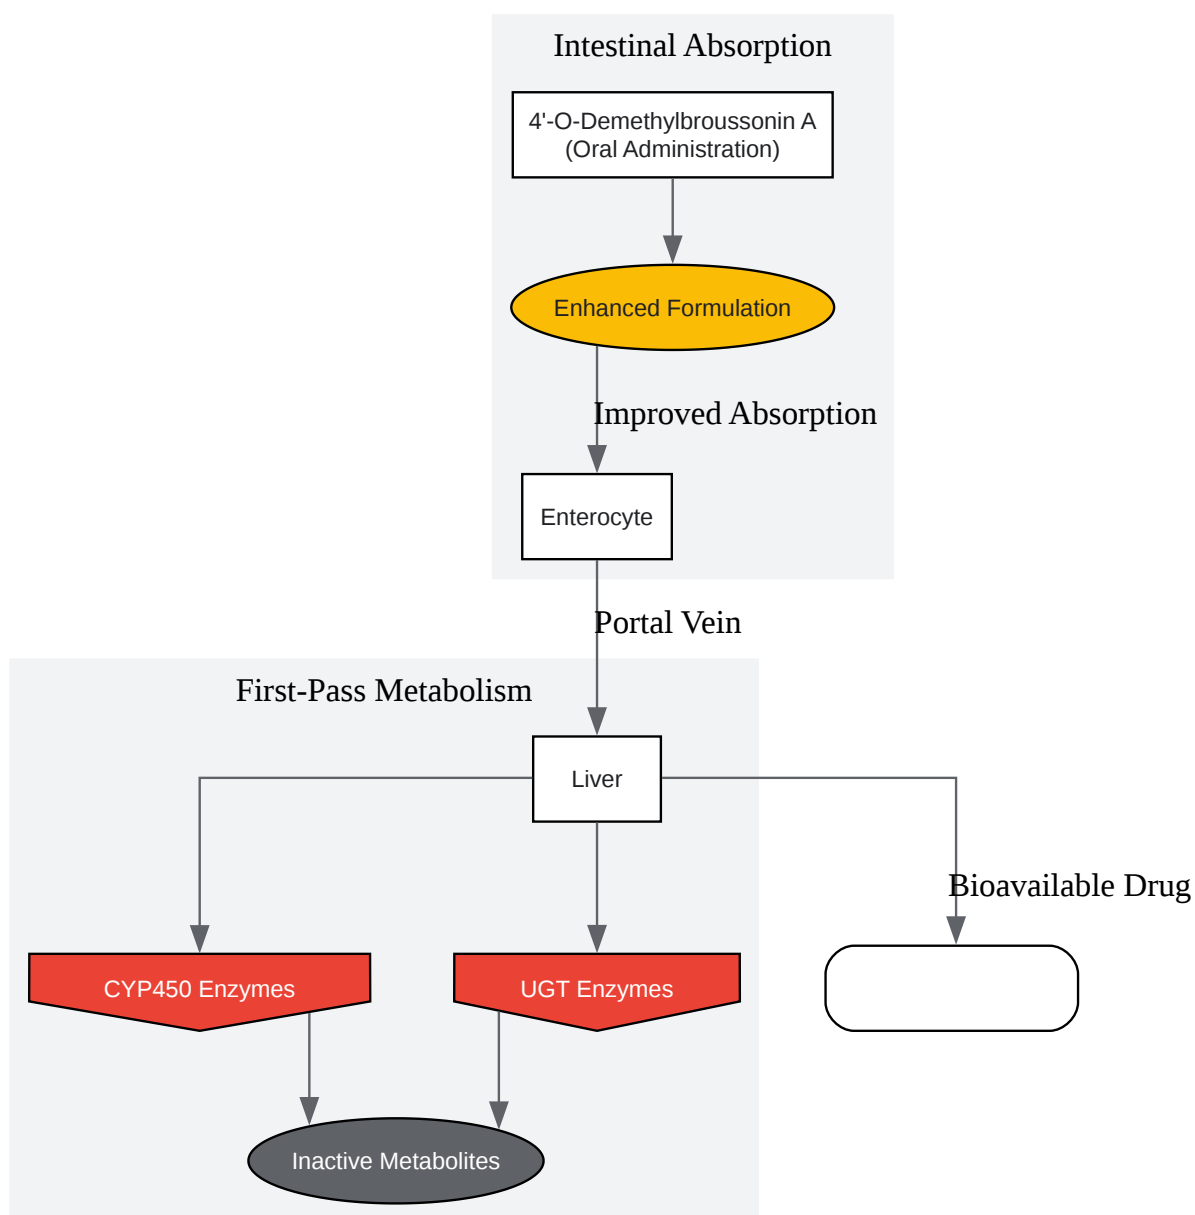 Intestinal Absorption
4'-O-Demethylbroussonin A
(Oral Administration)
Enhanced Formulation
Improved Absorption
Enterocyte
Portal Vein
First-Pass Metabolism
Liver
Bioavailable Drug
CYP450 Enzymes
UGT Enzymes
Inactive Metabolites